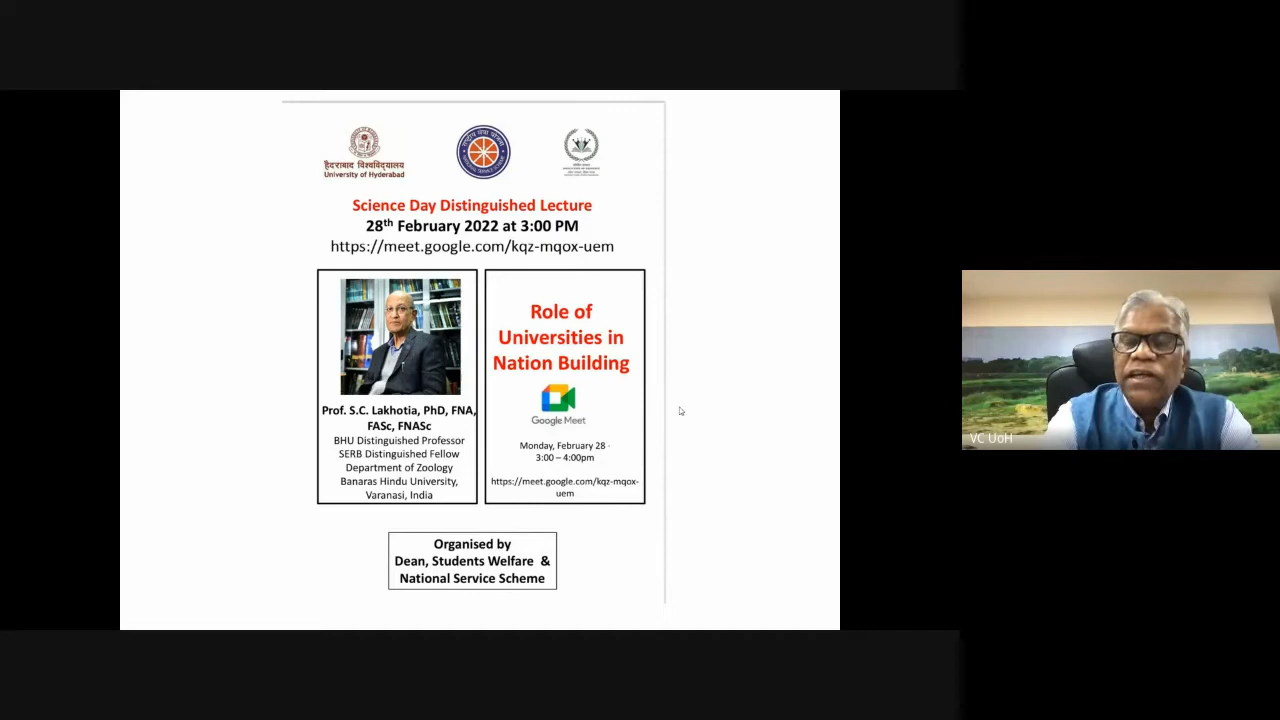 हैदराबाद विश्वविद्यालय
University of Hyderabad
Science Day Distinguished Lecture
28th February 2022 at 3:00 PM
https://meet.google.com/kqz-mqox-uem
Prof. S.C. Lakhotia, PhD, FNA,
FASc, FNASc
BHU Distinguished Professor
SERB Distinguished Fellow
Department of Zoology
Banaras Hindu University,
Varanasi, India
Role of
Universities in
Nation Building
Google Meet
Monday, February 28 ·
3:00 – 4:00pm
https://meet.google.com/kqz-mqox-
uem
Organised by
Dean, Students Welfare &
National Service Scheme
VC UoH